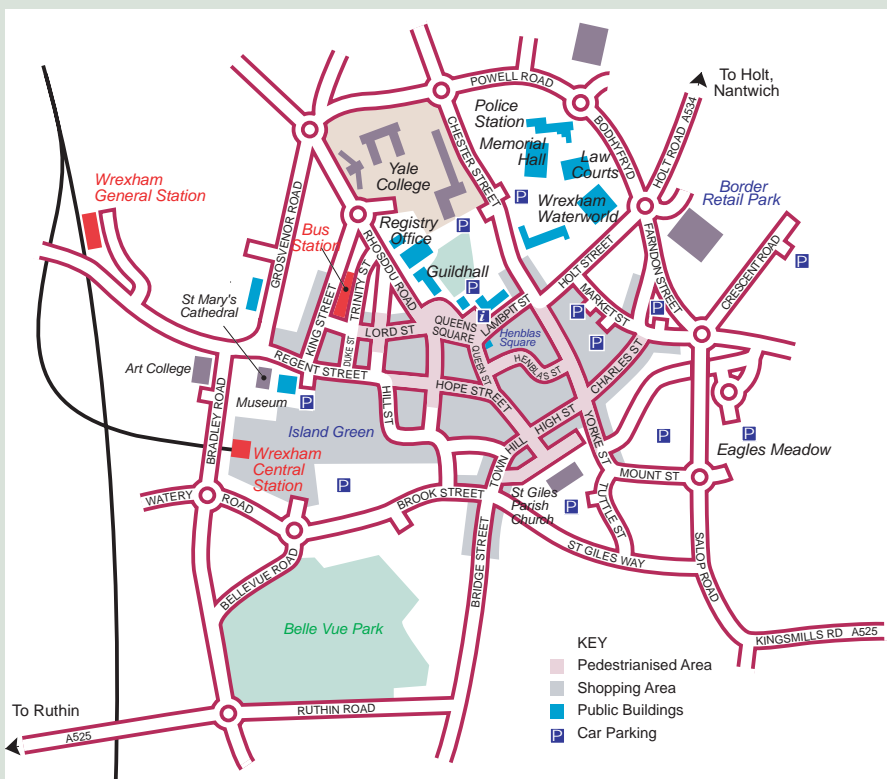 POWELL ROAD
To Holt,
Nantwich
Police
Station
CHESTER STREET
Memorial
Hall
Law
Courts
BODHYFRYD
HOLT ROAD A534
Yale
College
Wrexham
General Station
GROSVENOR ROAD
Wrexham
Waterworld
Border
Retail Park
Bus
Station
Registry
Office
RHOSDDU ROAD
HOLT STREET
FARNDON STREET
CRESCENT ROAD
Guildhall
TRINITY ST
KING STREET
St Mary's
Cathedral
MARKET ST
i
LAMBPIT ST
QUEENS
SQUARE
Henblas
Square
LORD ST
DUKE ST
QUEEN ST
HENBLAS ST
CHARLES ST
REGENT STREET
Art College
Museum
HOPE STREET
HILL ST
HIGH ST
YORKE ST
Island Green
BRADLEY ROAD
TOWN HILL
Eagles Meadow
Wrexham
Central
Station
MOUNT ST
WATERY ROAD
BROOK STREET
St Giles
Parish
Church
TUTTLE ST
ST GILES WAY
SALOP ROAD
BELLEVUE ROAD
BRIDGE STREET
Belle Vue Park
KINGSMILLS RD A525
KEY
Pedestrianised Area
Shopping Area
Public Buildings
P Car Parking
To Ruthin
RUTHIN ROAD
A525
P
P
P
P
P
P
P
P
P
P
P
P